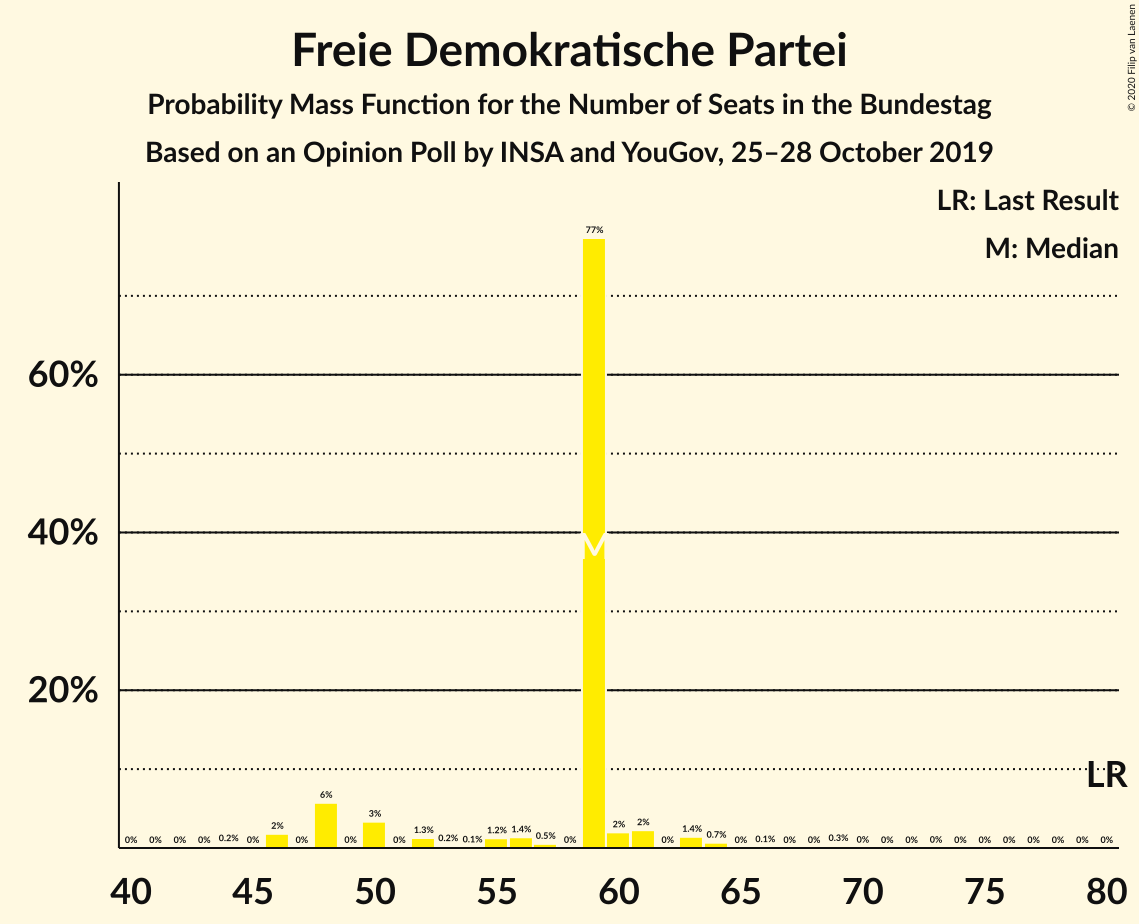 Freie Demokratische Partei
Probability Mass Function for the Number of Seats in the Bundestag
Based on an Opinion Poll by INSA and YouGov, 25–28 October 2019
© 2020 Filip van Laenen
LR: Last Result
M: Median
77%
60%
40%
M
20%
LR
6%
3%
2%
2%
2%
0% 0% 0% 0% 0.2% 0% 0% 0% 0% 1.3% 0.2% 0.1% 1.2% 1.4% 0.5% 0% 0% 1.4% 0.7% 0% 0.1% 0% 0% 0.3% 0% 0% 0% 0% 0% 0% 0% 0% 0% 0% 0%
40 45 50 55 60 65 70 75 80